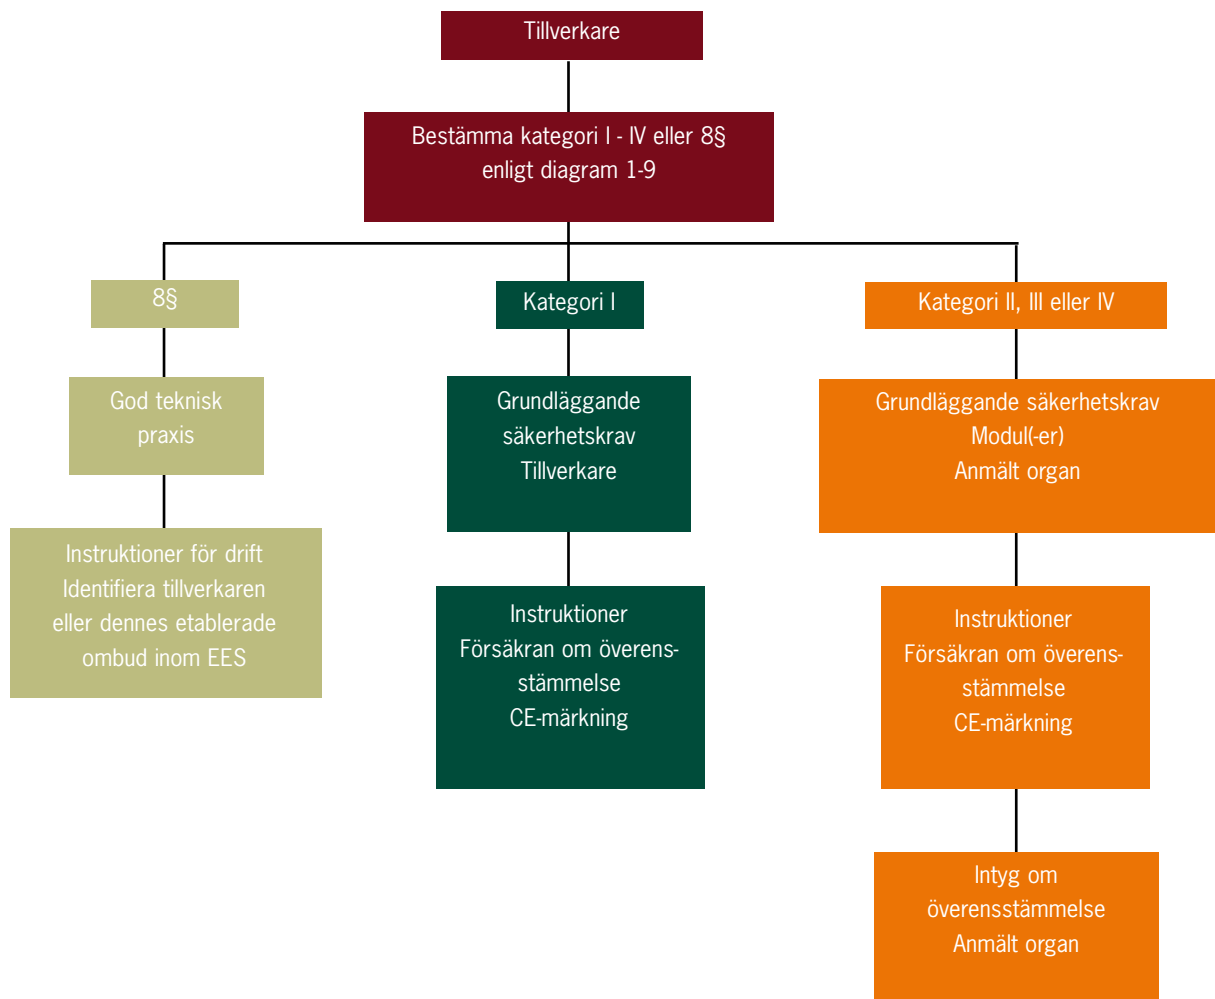 Tillverkare
Bestämma kategori I - IV eller 8§
enligt diagram 1-9
8§
God teknisk
praxis
Instruktioner för drift
Identifiera tillverkaren
eller dennes etablerade
ombud inom EES
Kategori I
Grundläggande
säkerhetskrav
Tillverkare
Instruktioner
Försäkran om överens-
stämmelse
CE-märkning
Kategori II, III eller IV
Grundläggande säkerhetskrav
Modul(-er)
Anmält organ
Instruktioner
Försäkran om överens-
stämmelse
CE-märkning
Intyg om
överensstämmelse
Anmält organ